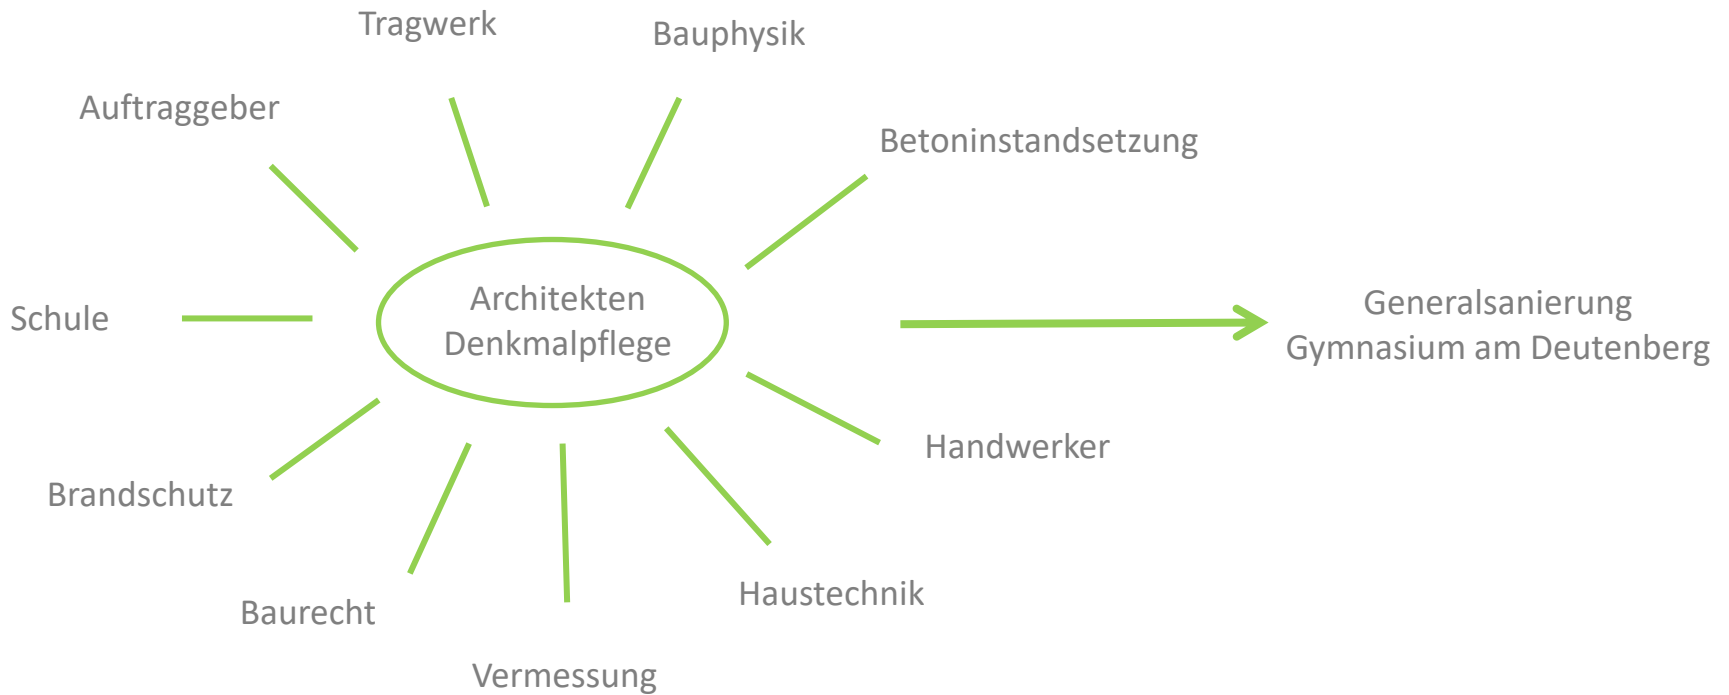 Tragwerk
Bauphysik
Auftraggeber
Betoninstandsetzung
Architekten
Denkmalpflege
Schule
Generalsanierung
Gymnasium am Deutenberg
Handwerker
Brandschutz
Haustechnik
Baurecht
Vermessung